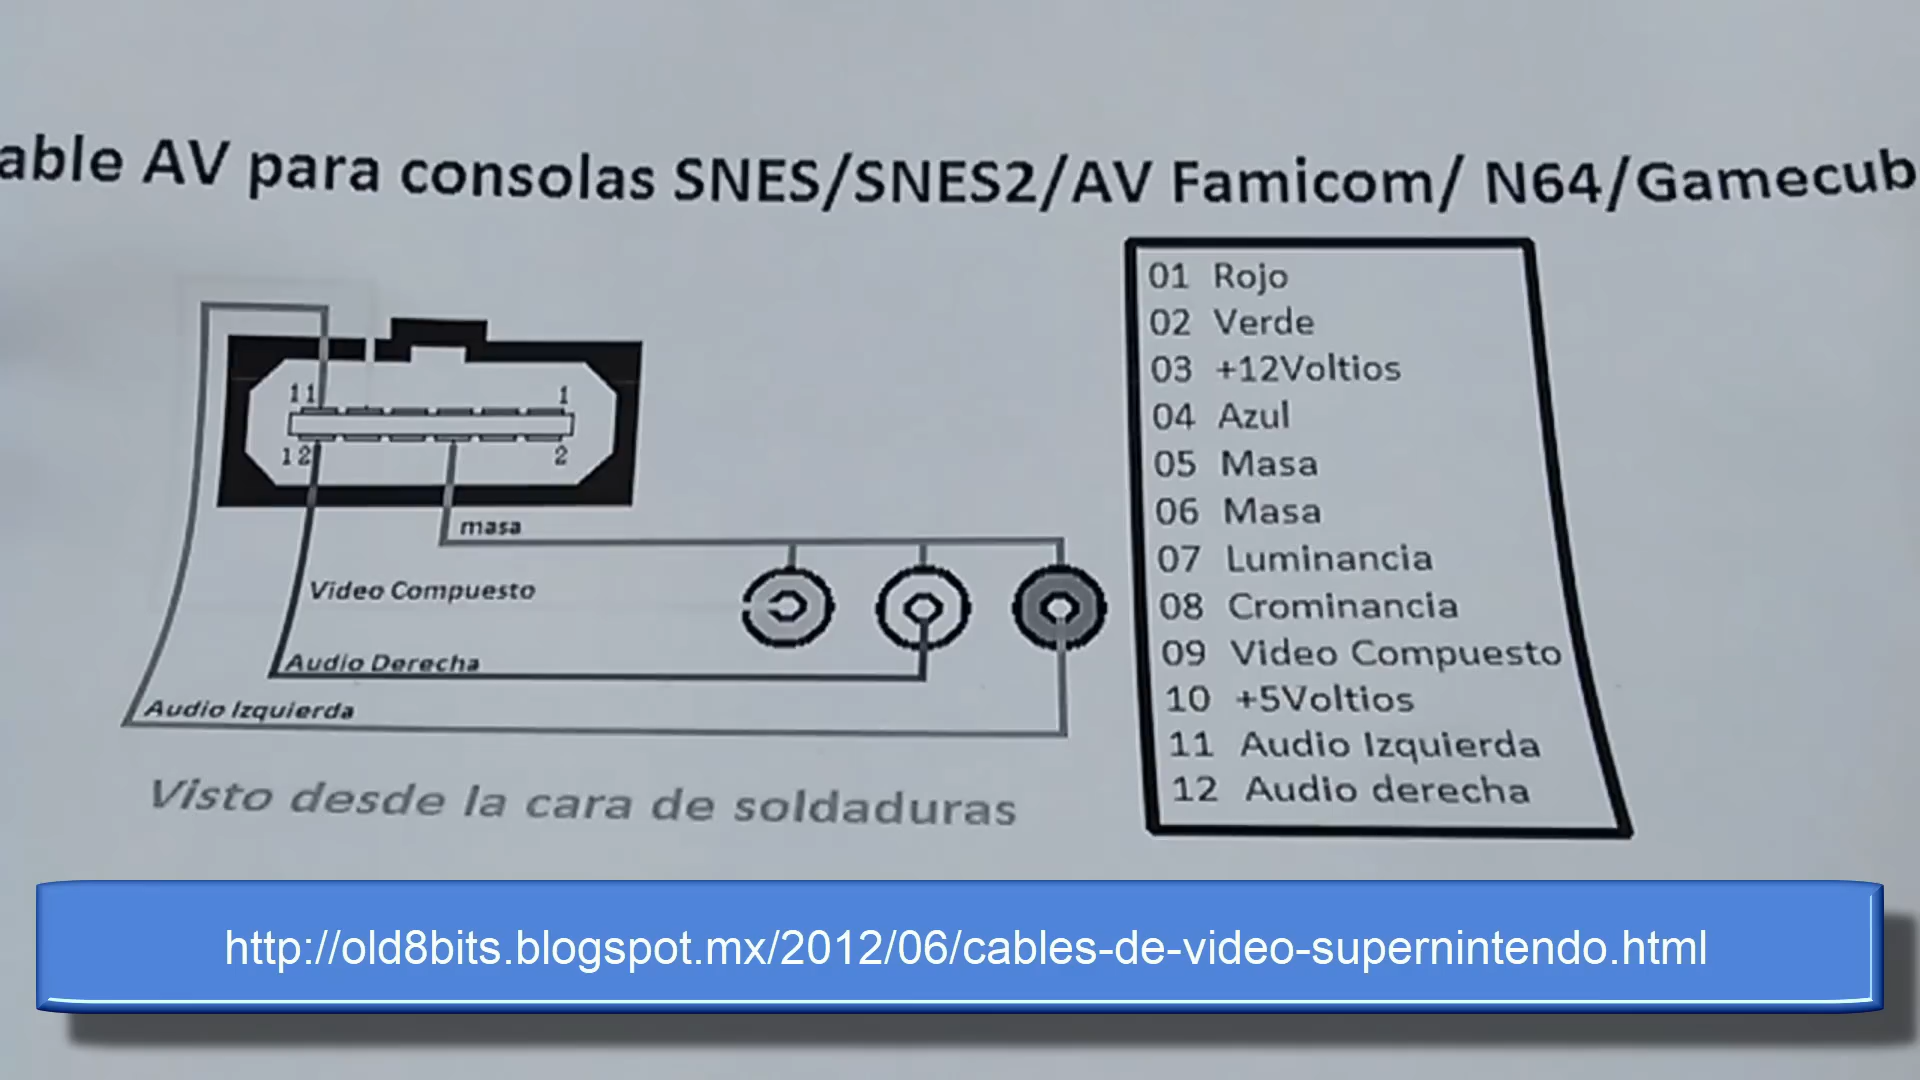 able AV para consolas SNES/SNES2/AV Famicom/ N64/Gamecub
11 1
12 2
masa
Video Compuesto
Audio Derecha
Audio Izquierda
Visto desde la cara de soldaduras
01 Rojo
02 Verde
03 +12Voltios
04 Azul
05 Masa
06 Masa
07 Luminancia
08 Crominancia
09 Video Compuesto
10 +5Voltios
11 Audio Izquierda
12 Audio derecha
http://old8bits.blogspot.mx/2012/06/cables-de-video-supernintendo.html